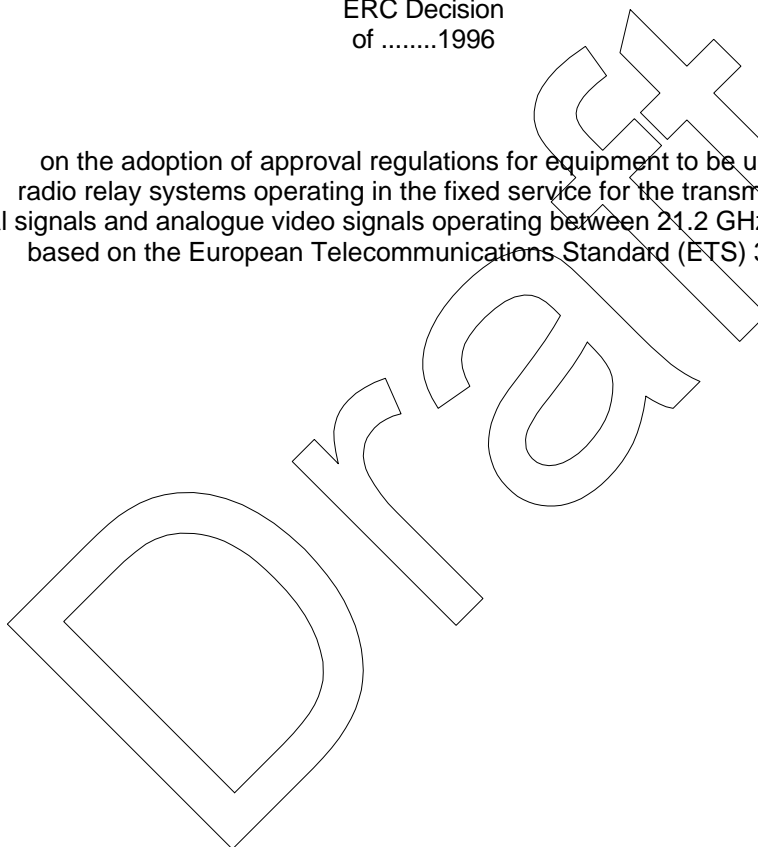 ERC Decision
of ........1996
on the adoption of approval regulations for equipment to be u
radio relay systems operating in the fixed service for the transm
l signals and analogue video signals operating between 21.2 GHz
based on the European Telecommunications Standard (ETS) 3
Draft